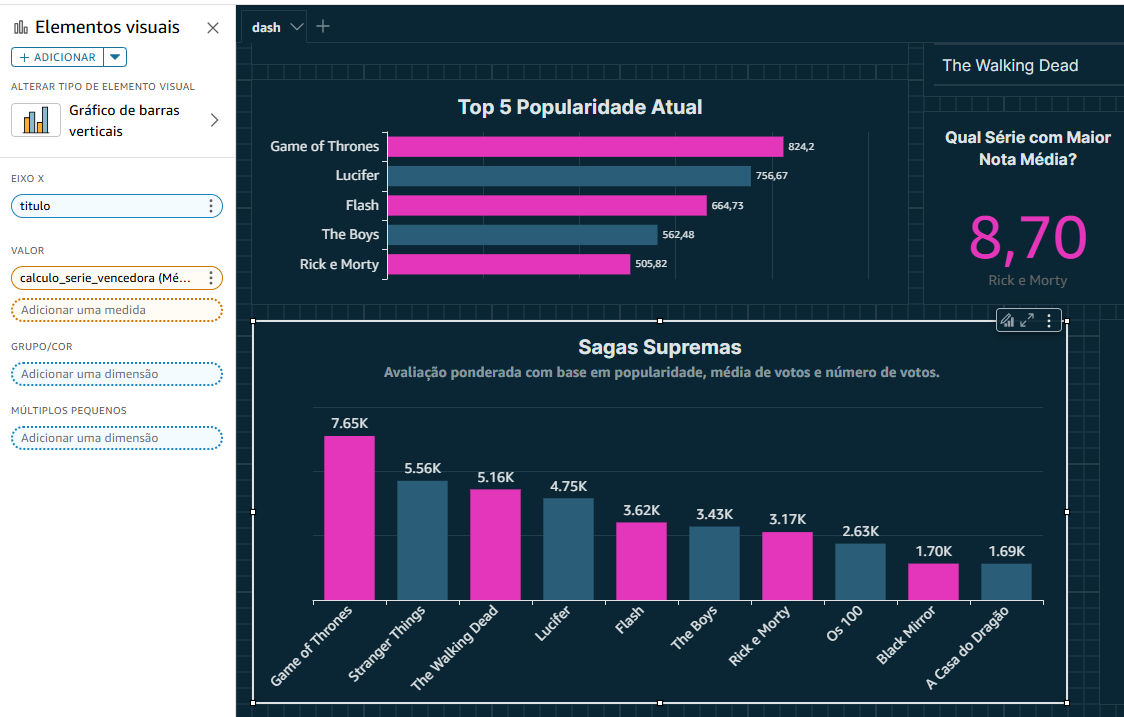 Elementos visuais
ADICIONAR
ALTERAR TIPO DE ELEMENTO VISUAL
Gráfico de barras
verticais
EIXO X
titulo
VALOR
calculo_serie_vencedora (Mé...
Adicionar uma medida
GRUPO/COR
Adicionar uma dimensão
MÚLTIPLOS PEQUENOS
Adicionar uma dimensão
dash
Top 5 Popularidade Atual
Game of Thrones 824,2
Lucifer 756,67
Flash 664,73
The Boys 562,48
Rick e Morty 505,82
The Walking Dead
Qual Série com Maior
Nota Média?
8,70
Rick e Morty
Sagas Supremas
Avaliação ponderada com base em popularidade, média de votos e número de votos.
7.65K
5.56K
5.16K
4.75K
3.62K
3.43K
3.17K
2.63K
1.70K
1.69K
Game of Thrones
Stranger Things
The Walking Dead
Lucifer
Flash
The Boys
Rick e Morty
Os 100
Black Mirror
A Casa do Dragão